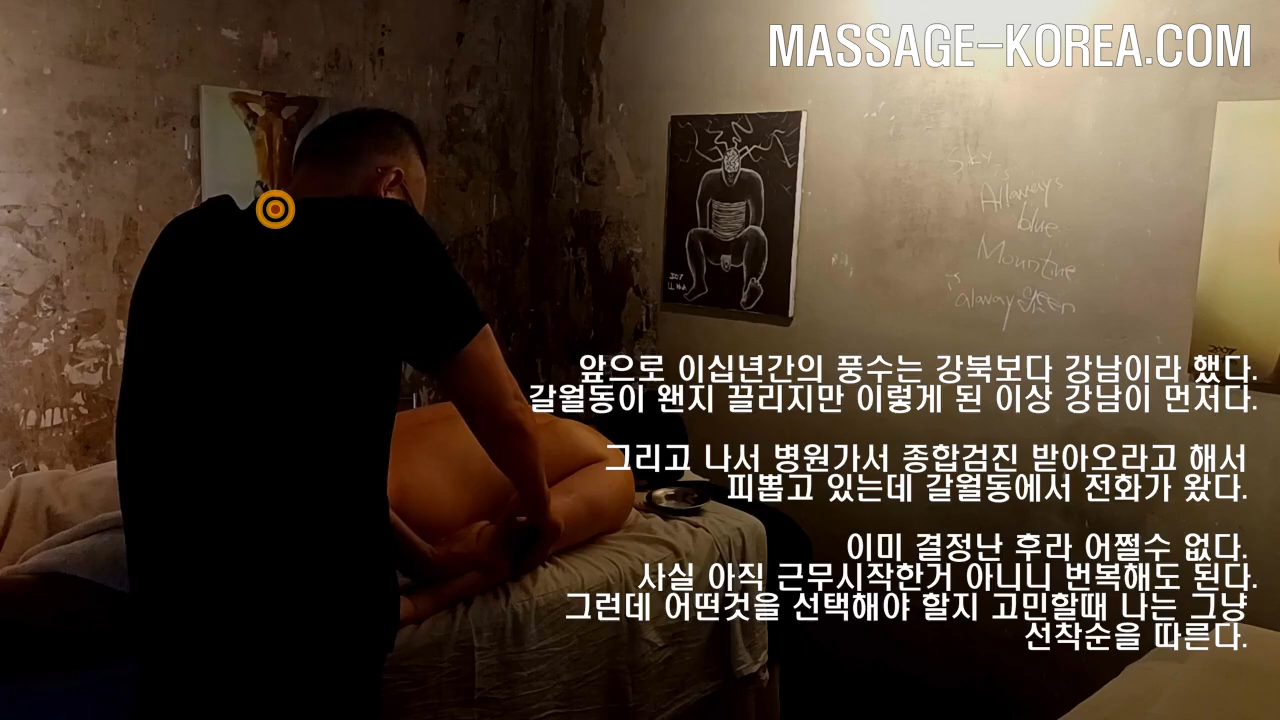 MASSAGE-KOREA.COM
Sky
is
Allaways
blue
Mountine
is
alaway green
2007
앞으로 이십년간의 풍수는 강북보다 강남이라 했다.
갈월동이 왠지 끌리지만 이렇게 된 이상 강남이 먼저다.
그리고 나서 병원가서 종합검진 받아오라고 해서
피뽑고 있는데 갈월동에서 전화가 왔다.
이미 결정난 후라 어쩔수 없다.
사실 아직 근무시작한거 아니니 번복해도 된다.
그런데 어떤것을 선택해야 할지 고민할때 나는 그냥
선착순을 따른다.